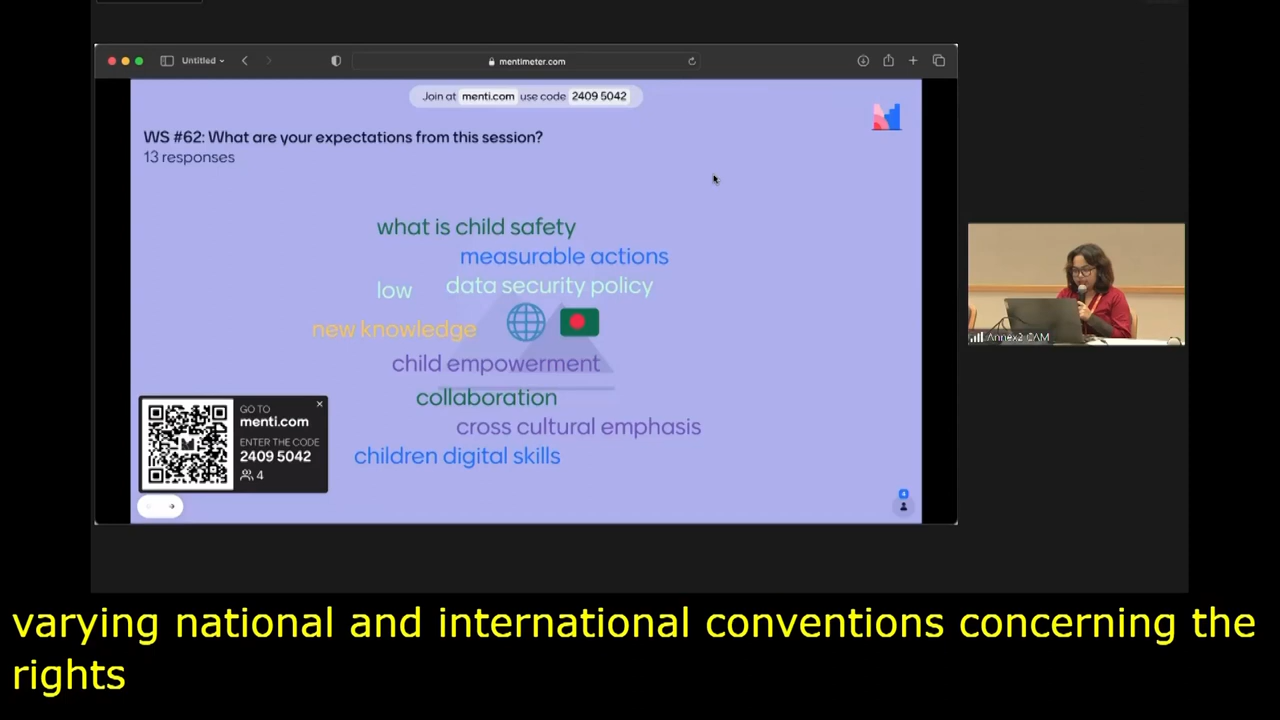 Untitled
mentimeter.com
Join at menti.com use code 2409 5042
WS #62: What are your expectations from this session?
13 responses
what is child safety
measurable actions
low
data security policy
new knowledge
child empowerment
collaboration
cross cultural emphasis
children digital skills
GO TO
menti.com
ENTER THE CODE
2409 5042
4
Annex2 CAM
varying national and international conventions concerning the
rights